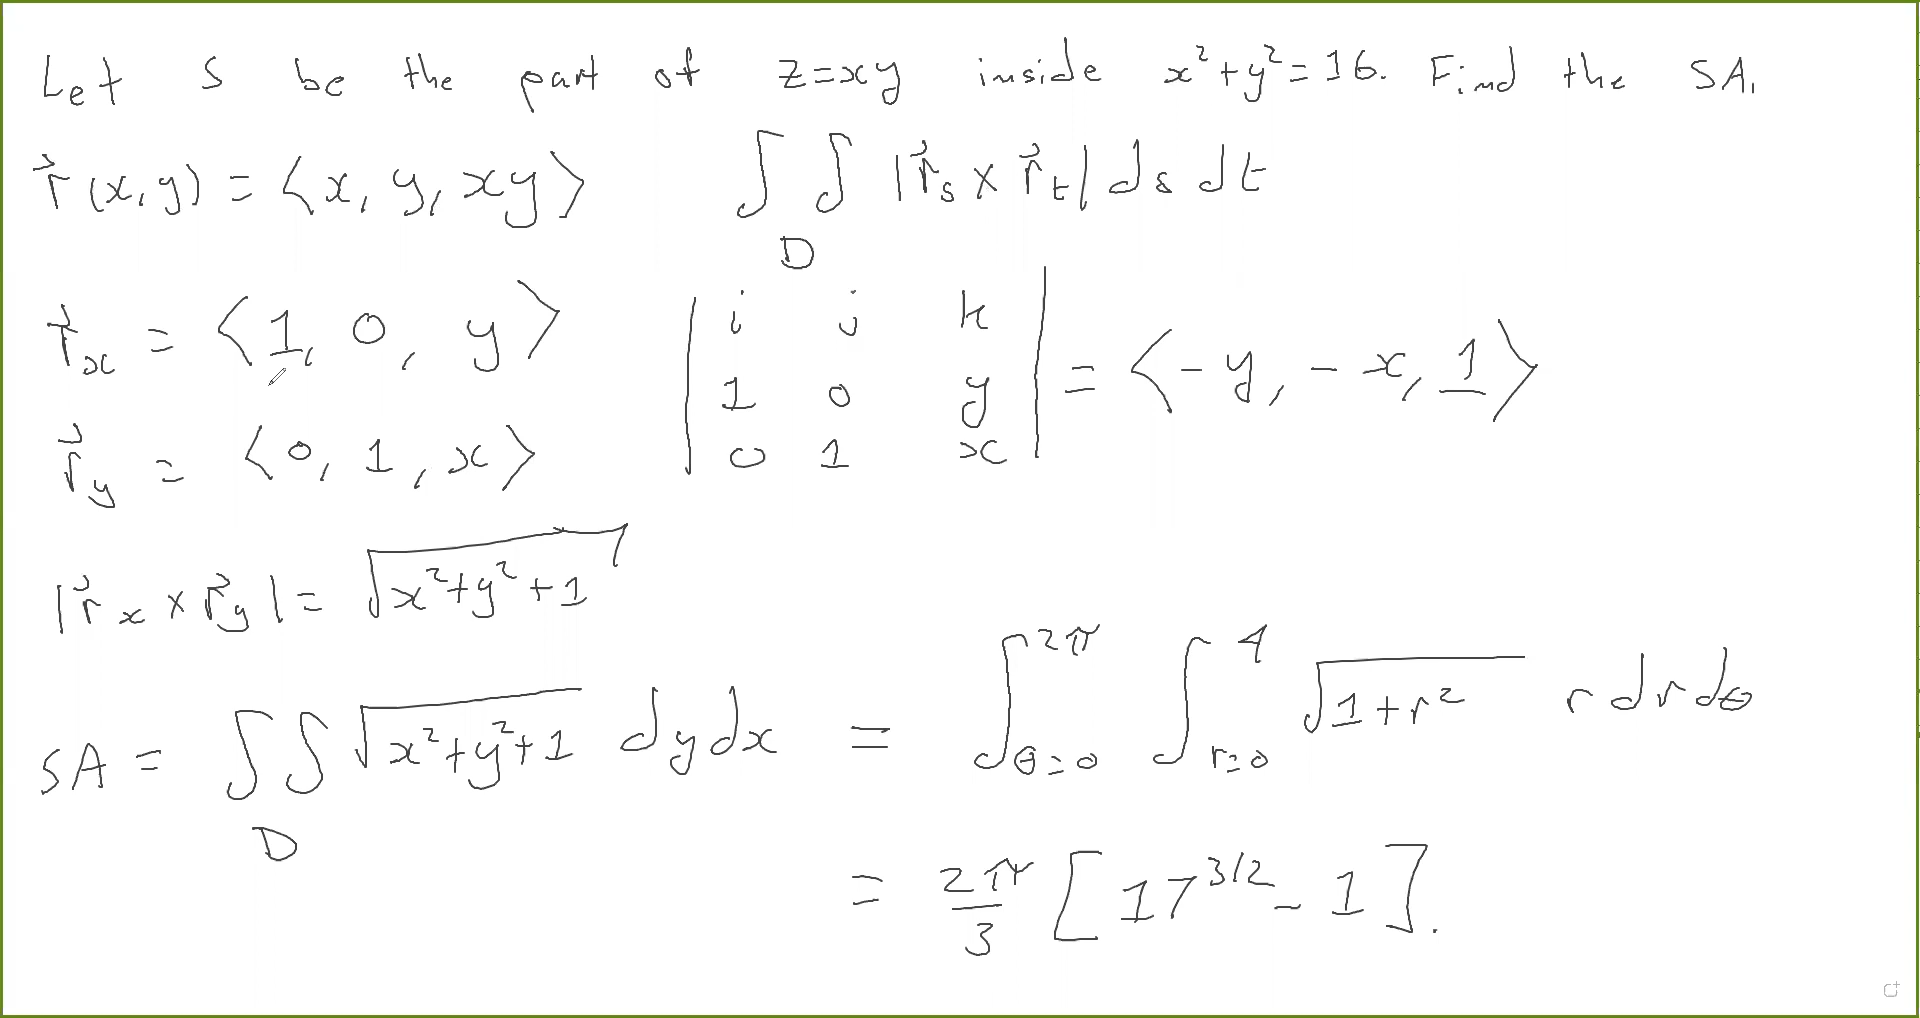 Let S be the part of z=xy inside x²+y²=16. Find the SA.
r⃗(x,y) = ⟨x, y, xy⟩ ∫∫_D |r⃗_s × r⃗_t| ds dt
r⃗_x = ⟨1, 0, y⟩ |i j k; 1 0 y; 0 1 x| = ⟨-y, -x, 1⟩
r⃗_y = ⟨0, 1, x⟩
|r⃗_x × r⃗_y| = √(x²+y²+1)
SA = ∫∫_D √(x²+y²+1) dy dx = ∫_{θ=0}^{2π} ∫_{r=0}^{4} √(1+r²) r dr dθ
= 2π/3 [17^{3/2} - 1].